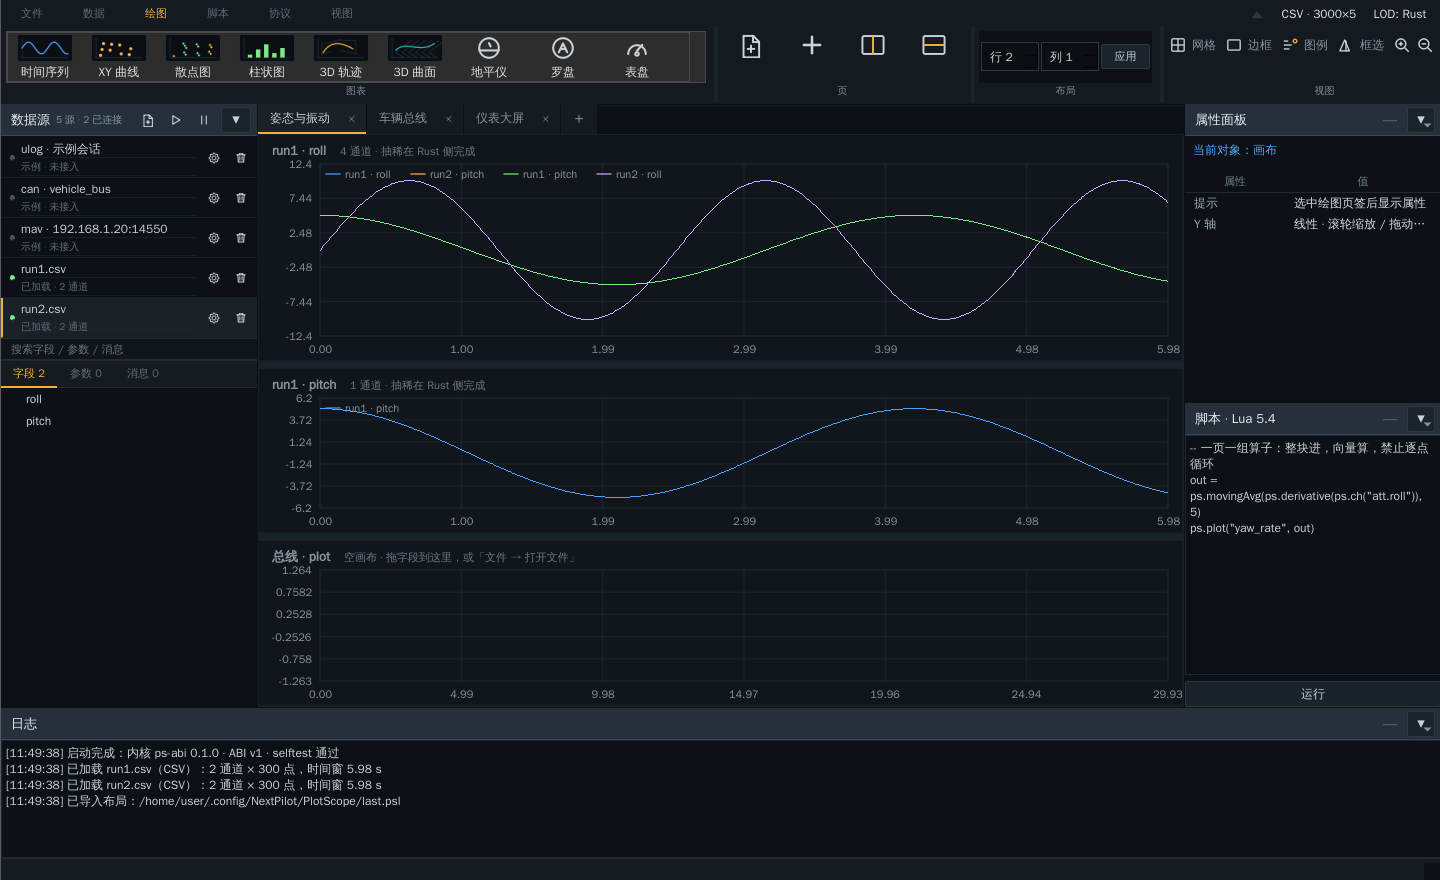 文件 数据 绘图 脚本 协议 视图 CSV · 3000×5 LOD: Rust
时间序列 XY 曲线 散点图 柱状图 3D 轨迹 3D 曲面 地平仪 罗盘 表盘
行 2 列 1 应用
网格 边框 图例 框选
图表 页 布局 视图
数据源 5 源 · 2 已连接
ulog · 示例会话
示例 · 未接入
can · vehicle_bus
示例 · 未接入
mav · 192.168.1.20:14550
示例 · 未接入
run1.csv
已加载 · 2 通道
run2.csv
已加载 · 2 通道
搜索字段 / 参数 / 消息
字段 2 参数 0 消息 0
roll
pitch
姿态与振动 × 车辆总线 × 仪表大屏 × +
run1 · roll 4 通道 · 抽稀在 Rust 侧完成
run1 · roll run2 · pitch run1 · pitch run2 · roll
12.4
7.44
2.48
-2.48
-7.44
-12.4
0.00 1.00 1.99 2.99 3.99 4.98 5.98
run1 · pitch 1 通道 · 抽稀在 Rust 侧完成
run1 · pitch
6.2
3.72
1.24
-1.24
-3.72
-6.2
0.00 1.00 1.99 2.99 3.99 4.98 5.98
总线 · plot 空画布 · 拖字段到这里，或「文件 → 打开文件」
1.264
0.7582
0.2528
-0.2526
-0.758
-1.263
0.00 4.99 9.98 14.97 19.96 24.94 29.93
属性面板
当前对象：画布
属性 值
提示 选中绘图页签后显示属性
Y 轴 线性 · 滚轮缩放 / 拖动···
脚本 · Lua 5.4
-- 一页一组算子：整块进，向量算，禁止逐点
循环
out =
ps.movingAvg(ps.derivative(ps.ch("att.roll")),
5)
ps.plot("yaw_rate", out)
运行
日志
[11:49:38] 启动完成：内核 ps-abi 0.1.0 · ABI v1 · selftest 通过
[11:49:38] 已加载 run1.csv（CSV）：2 通道 × 300 点，时间窗 5.98 s
[11:49:38] 已加载 run2.csv（CSV）：2 通道 × 300 点，时间窗 5.98 s
[11:49:38] 已导入布局：/home/user/.config/NextPilot/PlotScope/last.psl